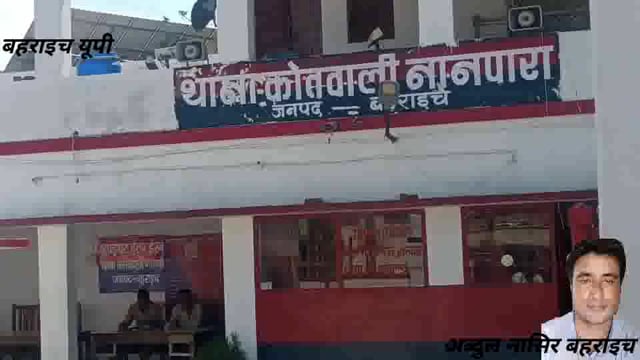 बहराइच यूपी
थाना:कोतवाली नानपारा
जनपद — बहराइच
अब्दुल नासिर बहराइच